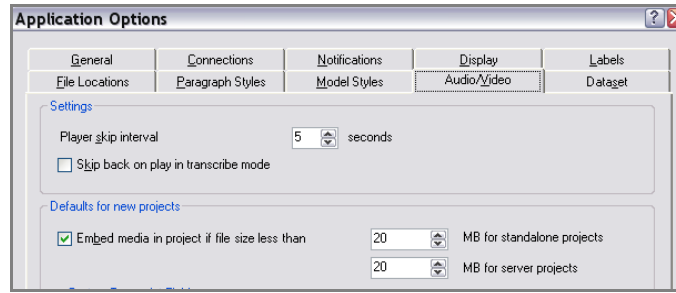 Application Options
General Connections Notifications Display Labels
File Locations Paragraph Styles Model Styles Audio/Video Dataset
Settings
Player skip interval 5 seconds
Skip back on play in transcribe mode
Defaults for new projects
Embed media in project if file size less than 20 MB for standalone projects
20 MB for server projects